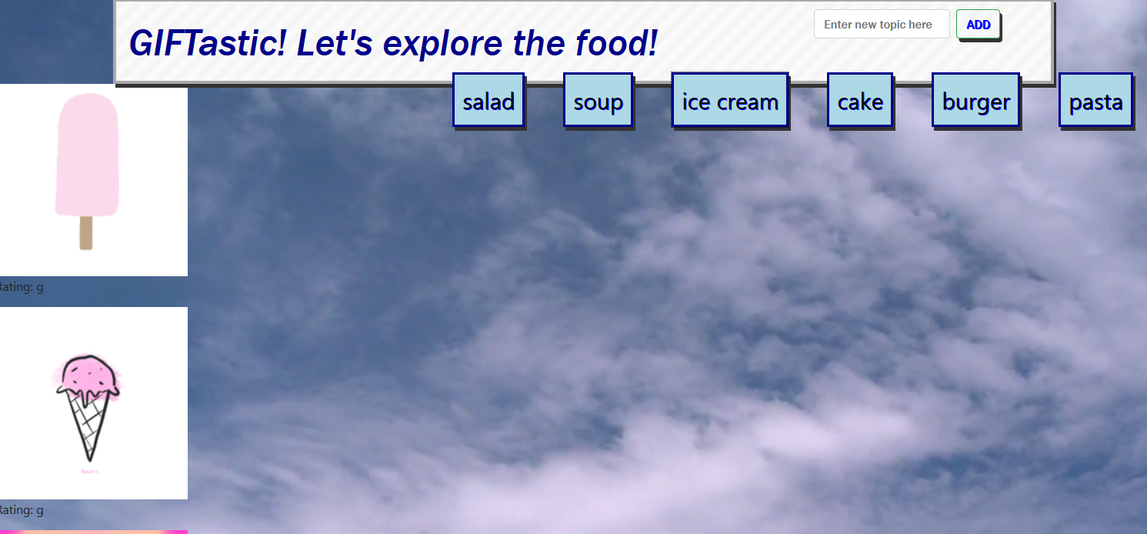 GIFTastic! Let's explore the food!
Enter new topic here
ADD
salad
soup
ice cream
cake
burger
pasta
Rating: g
Rating: g